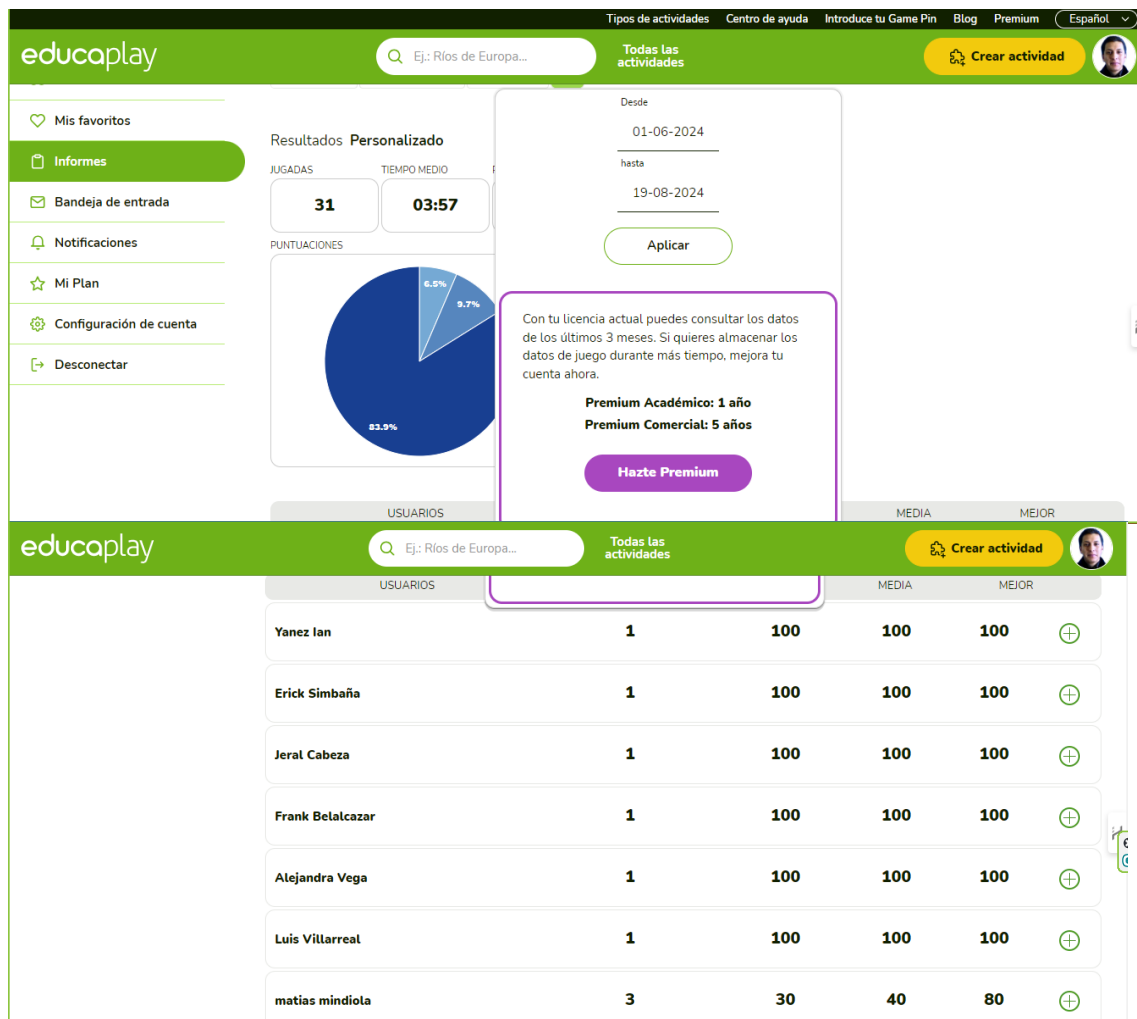 Tipos de actividades Centro de ayuda Introduce tu Game Pin Blog Premium Español
educaplay
Ej.: Ríos de Europa...
Todas las
actividades
Crear actividad
Mis favoritos
Informes
Bandeja de entrada
Notificaciones
Mi Plan
Configuración de cuenta
Desconectar
Resultados Personalizado
JUGADAS TIEMPO MEDIO
31 03:57
PUNTUACIONES
6.5%
9.7%
83.9%
Desde
01-06-2024
hasta
19-08-2024
Aplicar
Con tu licencia actual puedes consultar los datos
de los últimos 3 meses. Si quieres almacenar los
datos de juego durante más tiempo, mejora tu
cuenta ahora.
Premium Académico: 1 año
Premium Comercial: 5 años
Hazte Premium
USUARIOS MEDIA MEJOR
educaplay
Ej.: Ríos de Europa...
Todas las
actividades
Crear actividad
USUARIOS MEDIA MEJOR
Yanez Ian 1 100 100 100
Erick Simbaña 1 100 100 100
Jeral Cabeza 1 100 100 100
Frank Belalcazar 1 100 100 100
Alejandra Vega 1 100 100 100
Luis Villarreal 1 100 100 100
matias mindiola 3 30 40 80